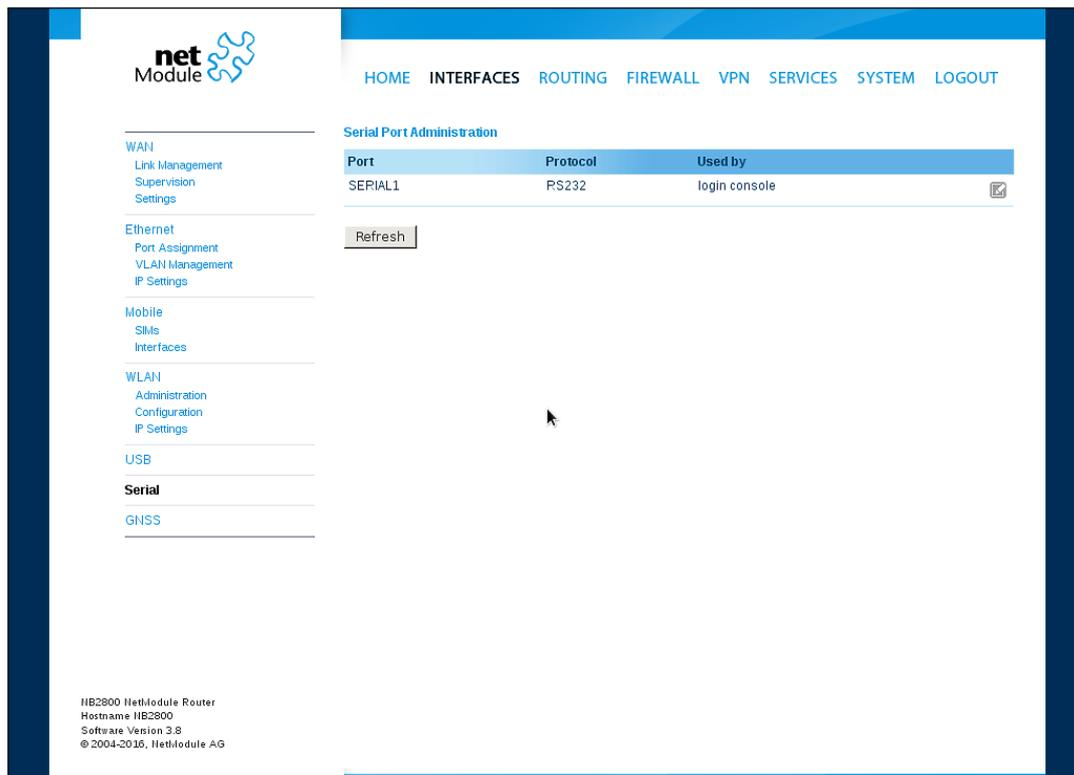 net
Module
HOME INTERFACES ROUTING FIREWALL VPN SERVICES SYSTEM LOGOUT
WAN
Link Management
Supervision
Settings
Ethernet
Port Assignment
VLAN Management
IP Settings
Mobile
SIMs
Interfaces
WLAN
Administration
Configuration
IP Settings
USB
Serial
GNSS
Serial Port Administration
Port Protocol Used by
SERIAL1 RS232 login console
Refresh
NB2800 NetModule Router
Hostname NB2800
Software Version 3.8
© 2004-2016, NetModule AG